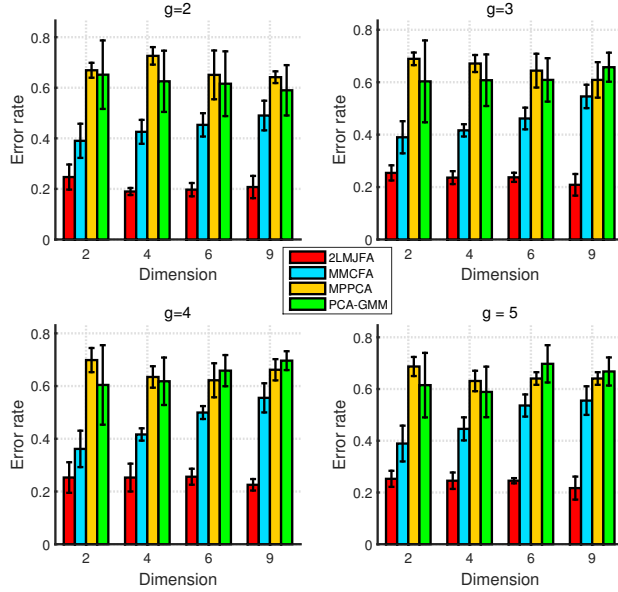 g=2
0.8
0.6
0.4
0.2
0
Error rate
2 4 6 9
Dimension
g=3
0.8
0.6
0.4
0.2
0
Error rate
2 4 6 9
Dimension
2LMJFA
MMCFA
MPPCA
PCA-GMM
g=4
0.8
0.6
0.4
0.2
0
Error rate
2 4 6 9
Dimension
g = 5
0.8
0.6
0.4
0.2
0
Error rate
2 4 6 9
Dimension